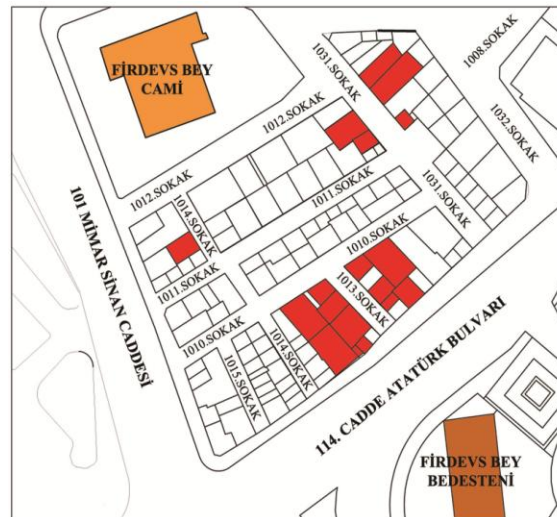 FİRDEVS BEY
CAMİ
1031.SOKAK
1008.SOKAK
1012.SOKAK
1032.SOKAK
1012.SOKAK
1014.SOKAK
1011.SOKAK
1031.SOKAK
101 MİMAR SİNAN CADDESİ
1011.SOKAK
1010.SOKAK
1013.SOKAK
1010.SOKAK
1014.SOKAK
1015.SOKAK
114. CADDE ATATÜRK BULVARI
FİRDEVS BEY
BEDESTENİ